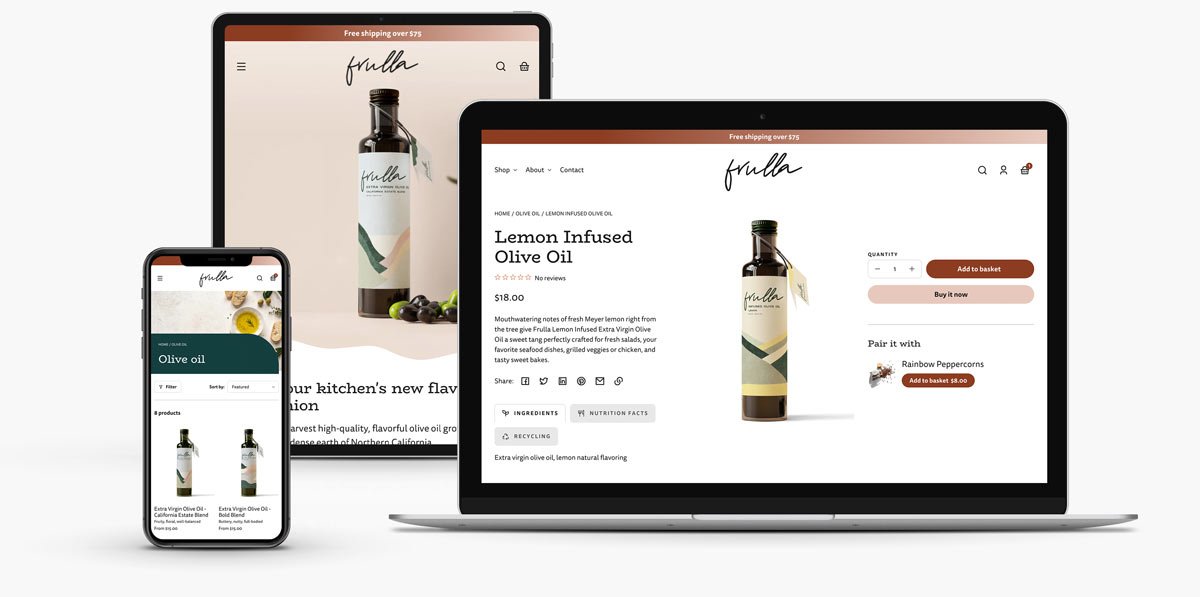 Free shipping over $75
frulla
frulla
EXTRA VIRGIN OLIVE OIL
CALIFORNIA ESTATE BLEND
our kitchen's new flav
nion
arvest high-quality, flavorful olive oil gro
dense earth of Northern California
frulla
HOME / OLIVE OIL
Olive oil
Filter
Sort by:
Featured
8 products
Extra Virgin Olive Oil -
California Estate Blend
Fruity, floral, well-balanced
From $15.00
Extra Virgin Olive Oil -
Bold Blend
Buttery, nutty, full-bodied
From $15.00
Free shipping over $75
Shop
About
Contact
frulla
1
HOME / OLIVE OIL / LEMON INFUSED OLIVE OIL
Lemon Infused
Olive Oil
No reviews
$18.00
Mouthwatering notes of fresh Meyer lemon right from
the tree give Frulla Lemon Infused Extra Virgin Olive
Oil a sweet tang perfectly crafted for fresh salads, your
favorite seafood dishes, grilled veggies or chicken, and
tasty sweet bakes.
Share:
INGREDIENTS
NUTRITION FACTS
RECYCLING
Extra virgin olive oil, lemon natural flavoring
frulla
INFUSED OLIVE OIL
LEMON
QUANTITY
− 1 +
Add to basket
Buy it now
Pair it with
Rainbow Peppercorns
Add to basket $8.00